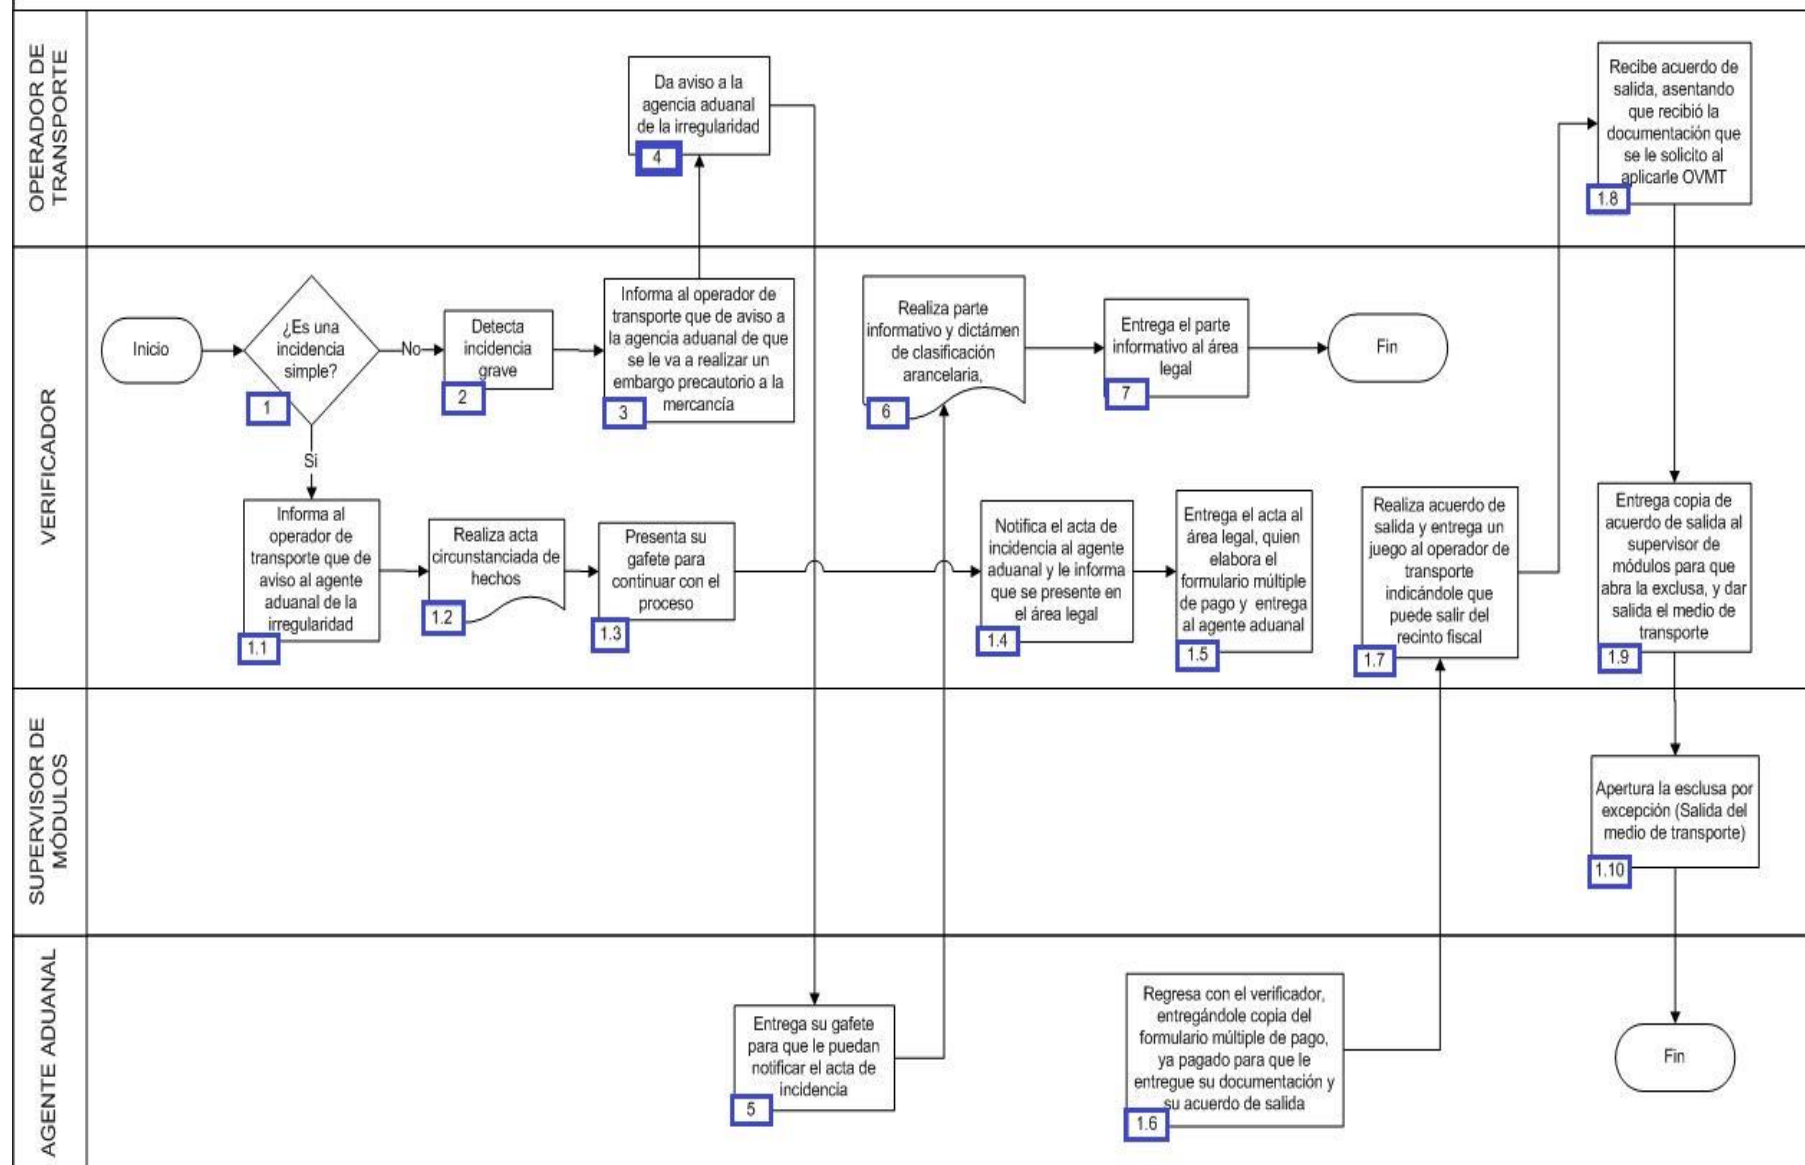 OPERADOR DE
TRANSPORTE
Da aviso a la
agencia aduanal
de la irregularidad
4
Recibe acuerdo de
salida, asentando
que recibió la
documentación que
se le solicito al
aplicarle OVMT
1.8
VERIFICADOR
Inicio
¿Es una
incidencia
simple?
1
No
Detecta
incidencia
grave
2
Informa al operador de
transporte que de aviso a
la agencia aduanal de que
se le va a realizar un
embargo precautorio a la
mercancía
3
Realiza parte
informativo y dictámen
de clasificación
arancelaria,
6
Entrega el parte
informativo al área
legal
7
Fin
Si
Informa al
operador de
transporte que de
aviso al agente
aduanal de la
irregularidad
1.1
Realiza acta
circunstanciada de
hechos
1.2
Presenta su
gafete para
continuar con el
proceso
1.3
Notifica el acta de
incidencia al agente
aduanal y le informa
que se presente en
el área legal
1.4
Entrega el acta al
área legal, quien
elabora el
formulario múltiple
de pago y entrega
al agente aduanal
1.5
Realiza acuerdo de
salida y entrega un
juego al operador de
transporte
indicándole que
puede salir del
recinto fiscal
1.7
Entrega copia de
acuerdo de salida al
supervisor de
módulos para que
abra la exclusa, y dar
salida el medio de
transporte
1.9
SUPERVISOR DE
MÓDULOS
Apertura la esclusa por
excepción (Salida del
medio de transporte)
1.10
AGENTE ADUANAL
Entrega su gafete
para que le puedan
notificar el acta de
incidencia
5
Regresa con el verificador,
entregándole copia del
formulario múltiple de pago,
ya pagado para que le
entregue su documentación y
su acuerdo de salida
1.6
Fin